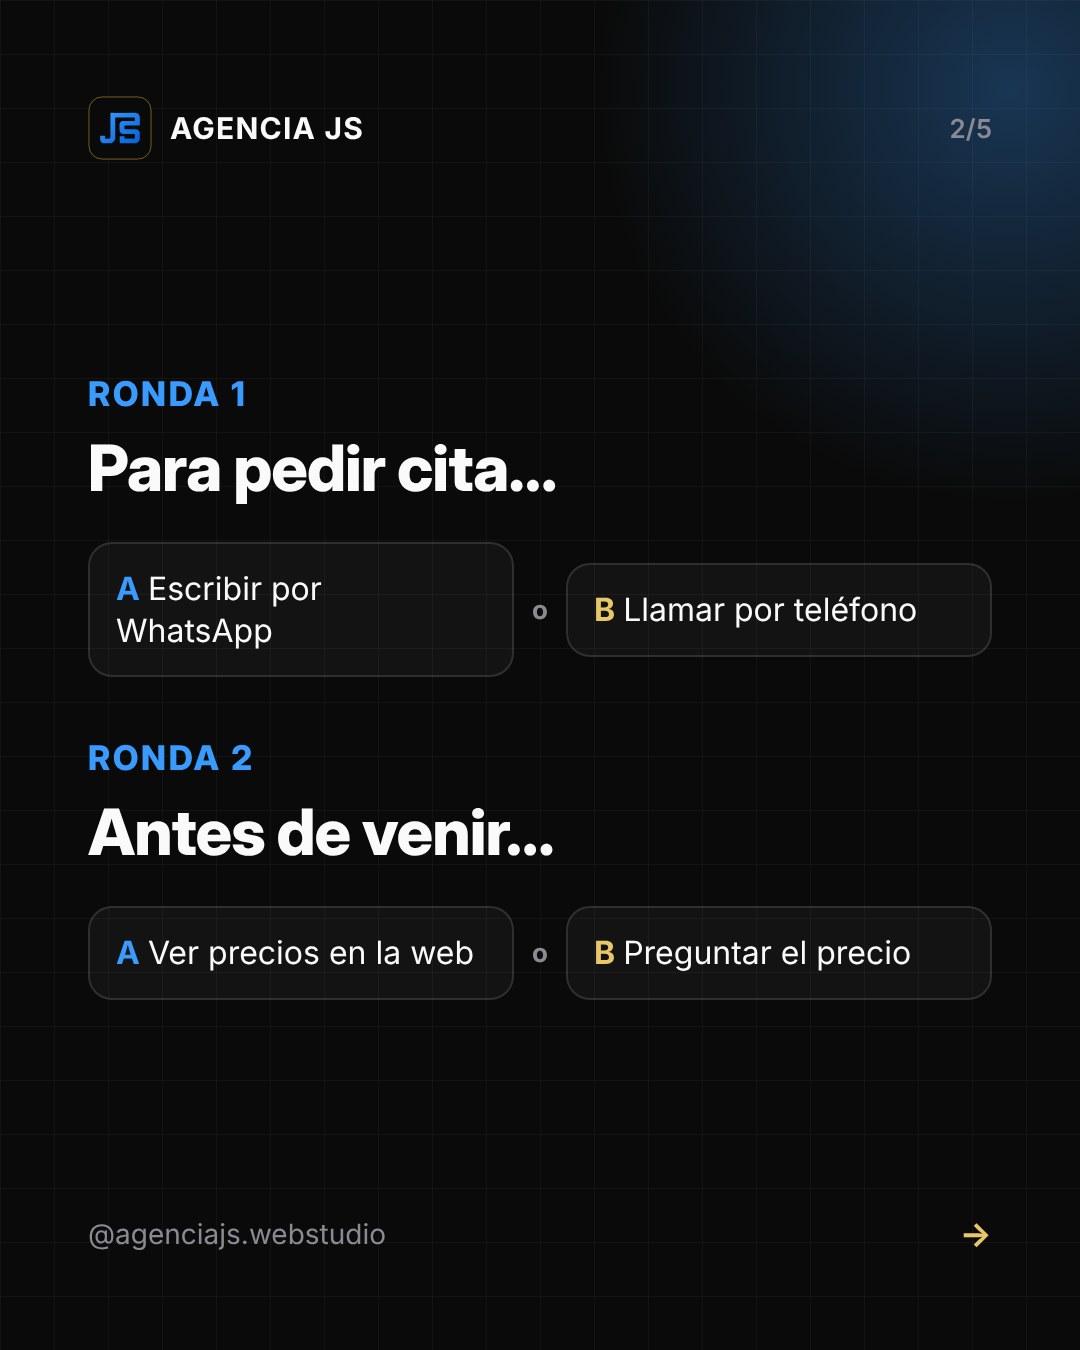 JS AGENCIA JS
2/5
RONDA 1
Para pedir cita...
A Escribir por
WhatsApp
o
B Llamar por teléfono
RONDA 2
Antes de venir...
A Ver precios en la web
o
B Preguntar el precio
@agenciajs.webstudio
→